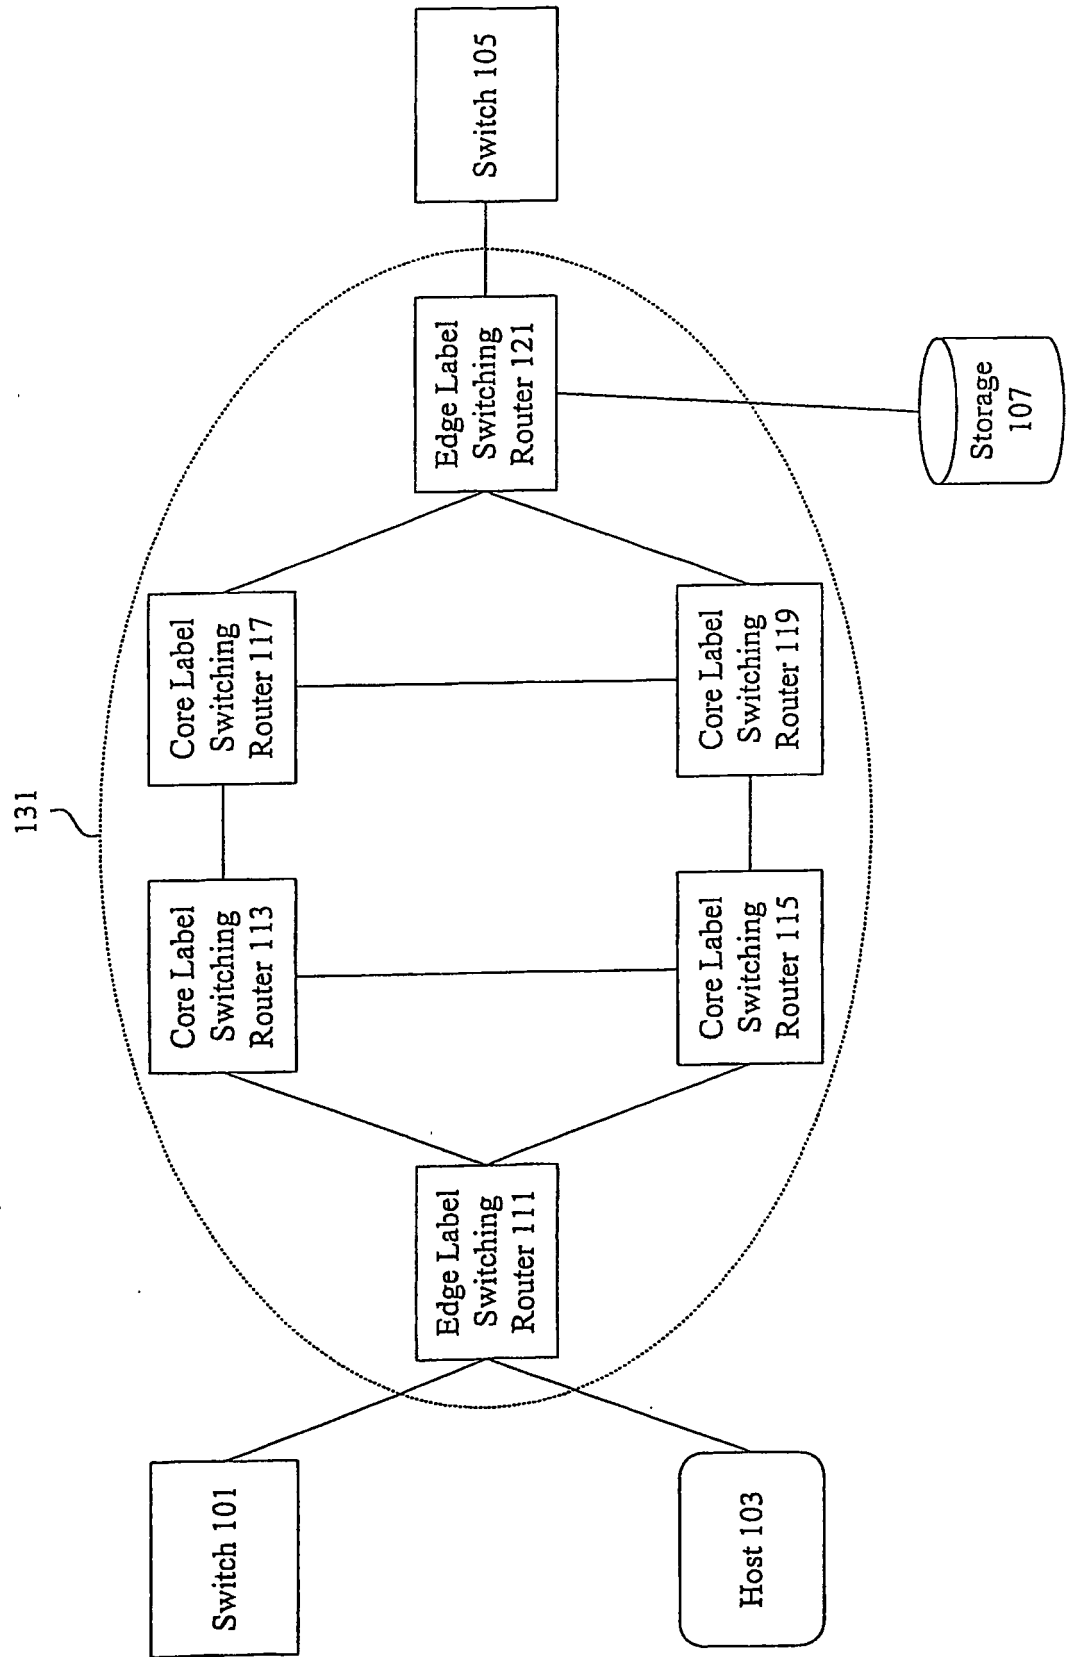 131
Switch 101
Host 103
Edge Label
Switching
Router 111
Core Label
Switching
Router 113
Core Label
Switching
Router 115
Core Label
Switching
Router 117
Core Label
Switching
Router 119
Edge Label
Switching
Router 121
Switch 105
Storage
107